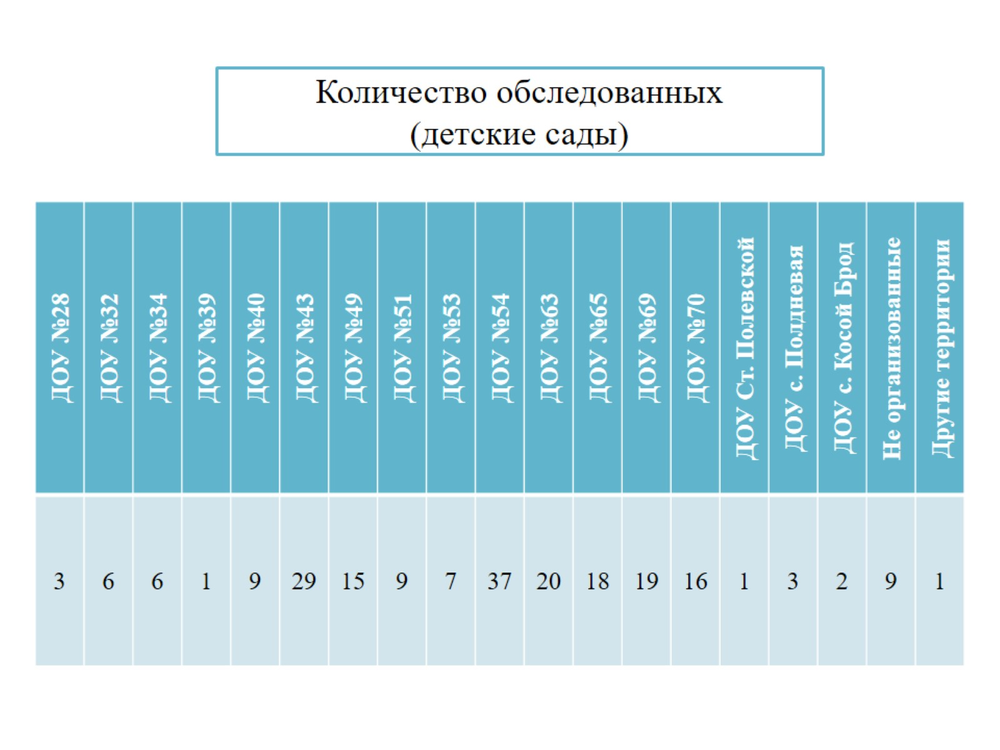 Количество обследованных
(детские сады)
ДОУ №28
ДОУ №32
ДОУ №34
ДОУ №39
ДОУ №40
ДОУ №43
ДОУ №49
ДОУ №51
ДОУ №53
ДОУ №54
ДОУ №63
ДОУ №65
ДОУ №69
ДОУ №70
ДОУ Ст. Полевской
ДОУ с. Полдневая
ДОУ с. Косой Брод
Не организованные
Другие территории
3 6 6 1 9 29 15 9 7 37 20 18 19 16 1 3 2 9 1